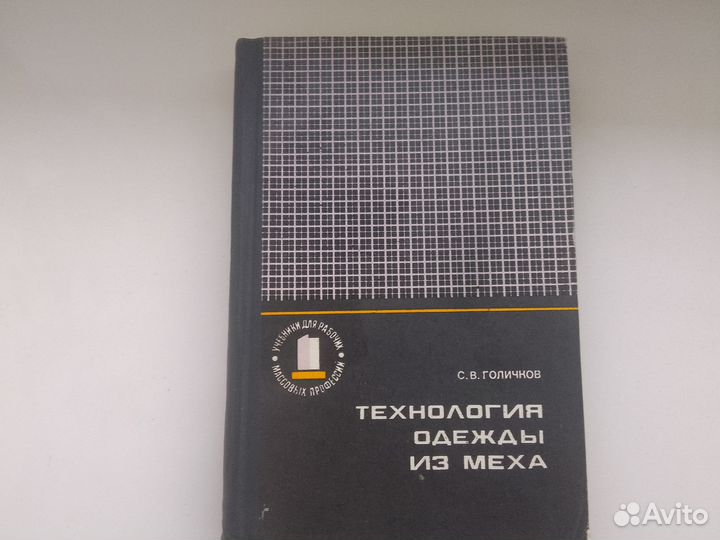 УЧЕБНИКИ ДЛЯ РАБОЧИХ
МАССОВЫХ ПРОФЕССИЙ
С.В.ГОЛИЧКОВ
ТЕХНОЛОГИЯ
ОДЕЖДЫ
ИЗ МЕХА
Avito